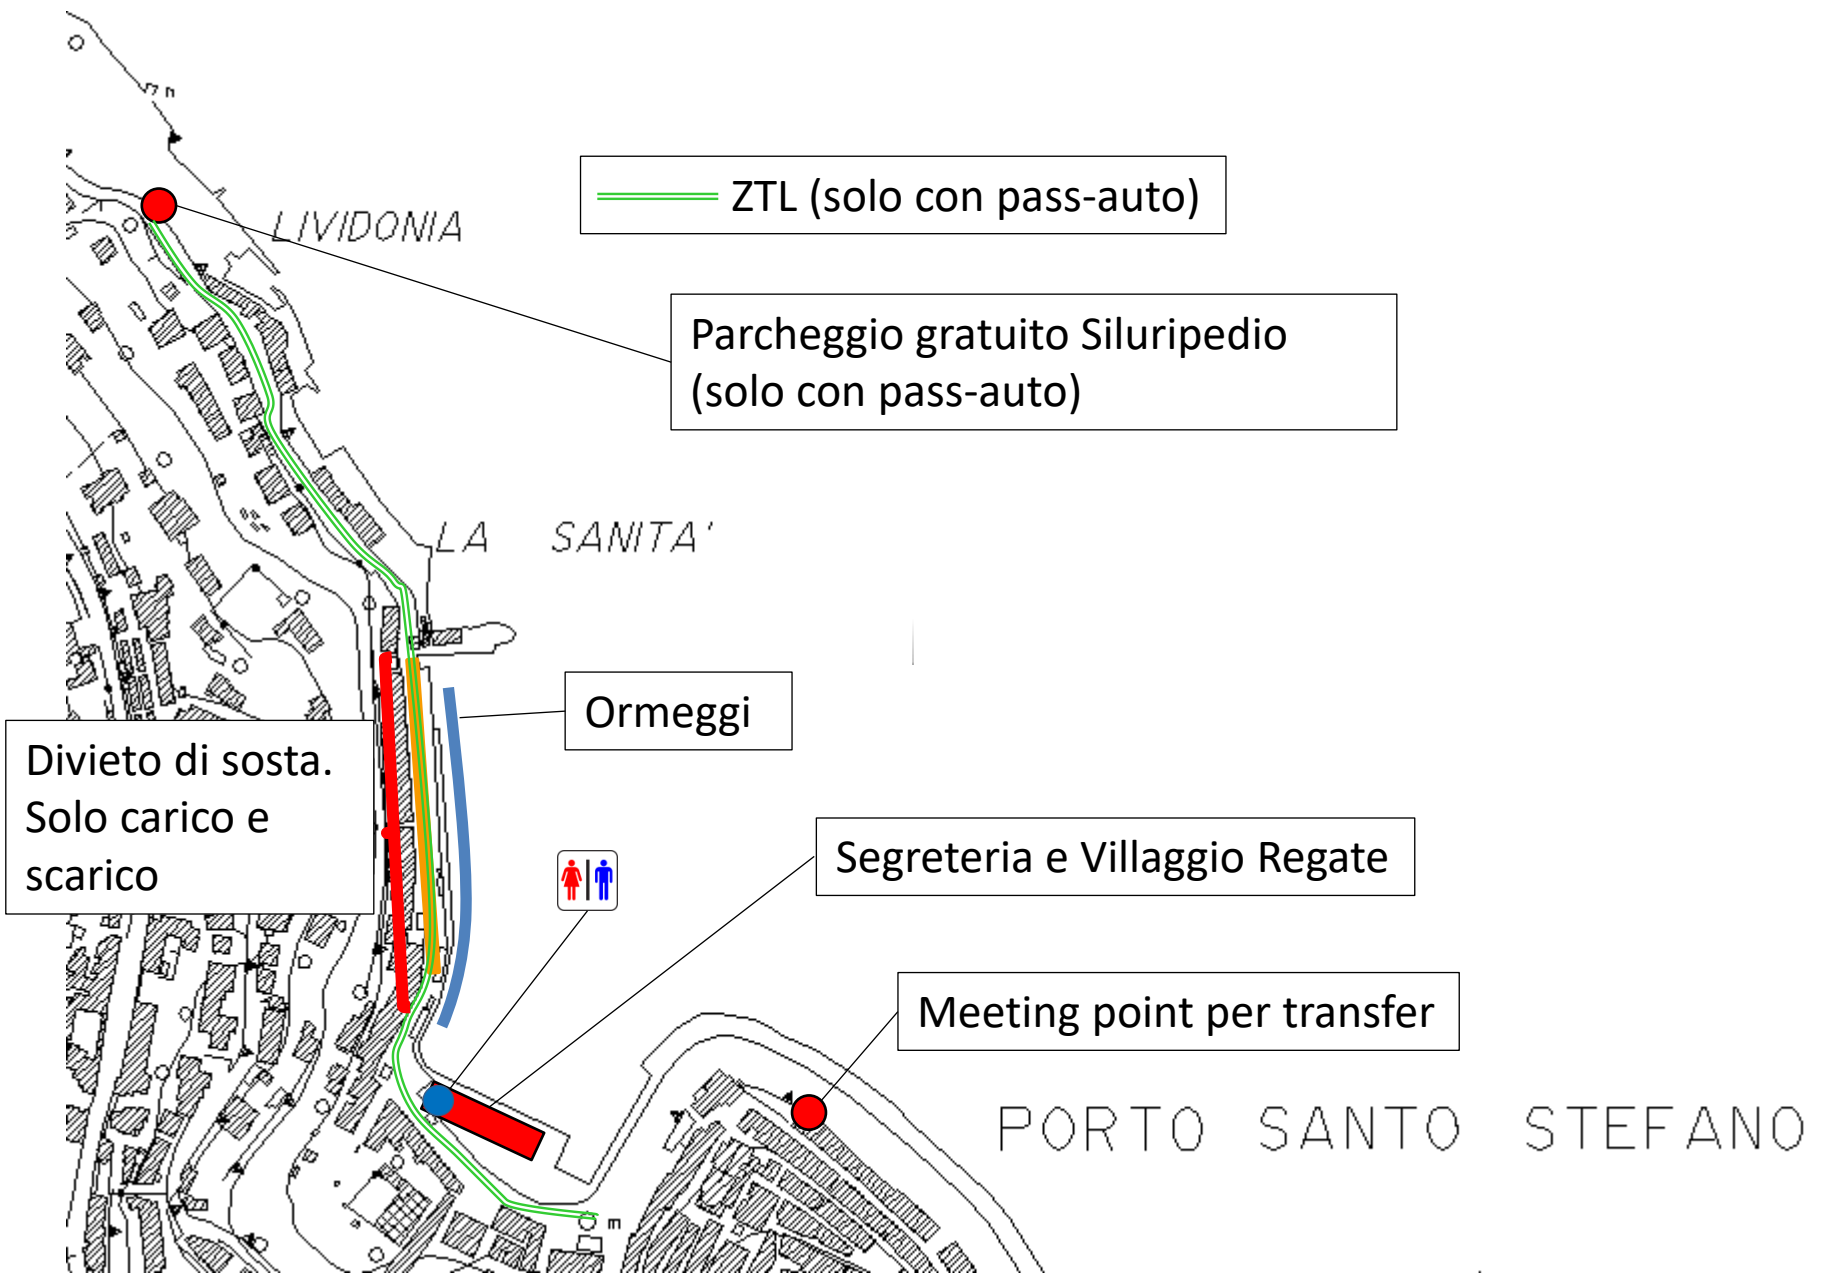 LIVIDONIA
ZTL (solo con pass-auto)
Parcheggio gratuito Siluripedio
(solo con pass-auto)
LA SANITA'
Ormeggi
Divieto di sosta.
Solo carico e
scarico
Segreteria e Villaggio Regate
Meeting point per transfer
PORTO SANTO STEFANO
m